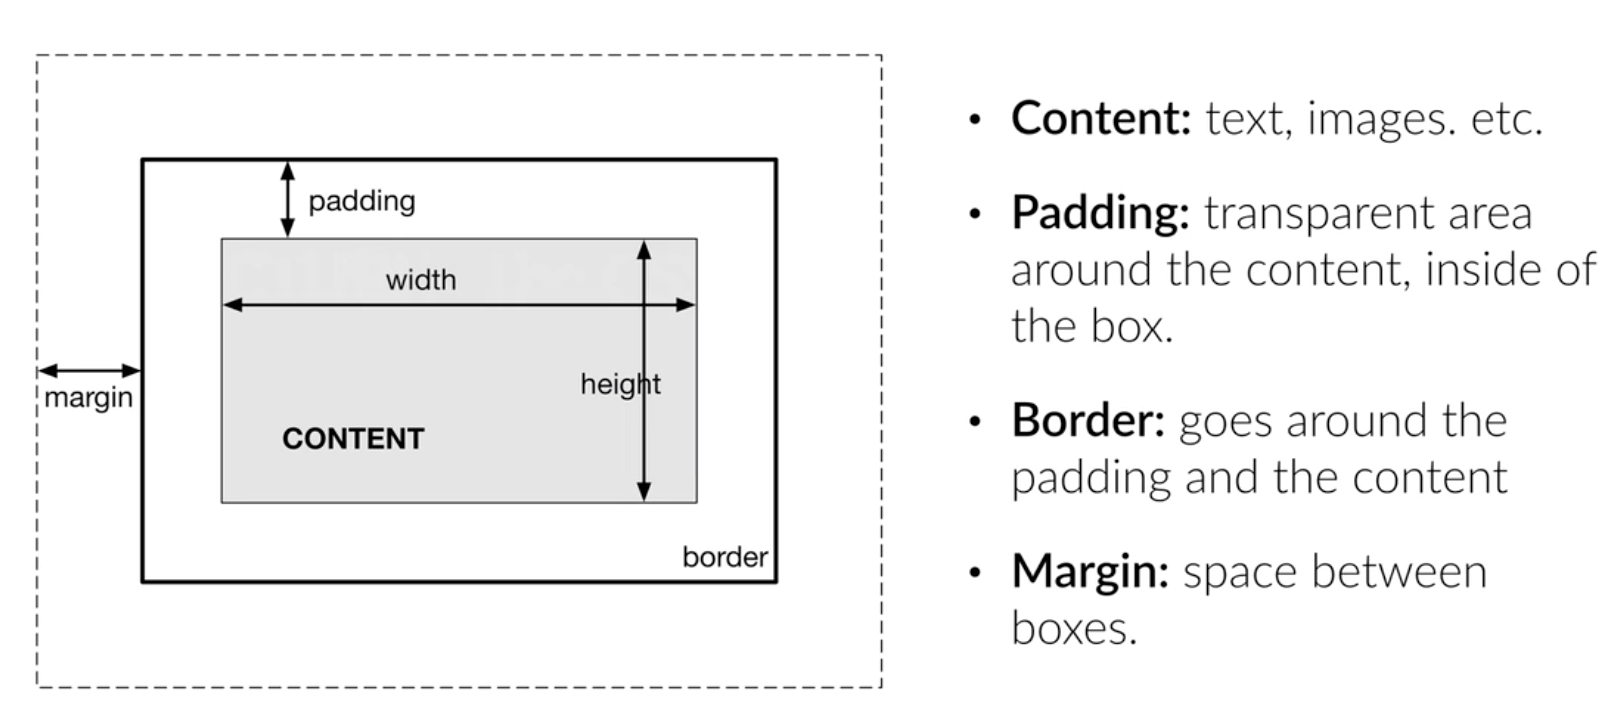 padding
width
height
margin
CONTENT
border
• Content: text, images. etc.
• Padding: transparent area
around the content, inside of
the box.
• Border: goes around the
padding and the content
• Margin: space between
boxes.